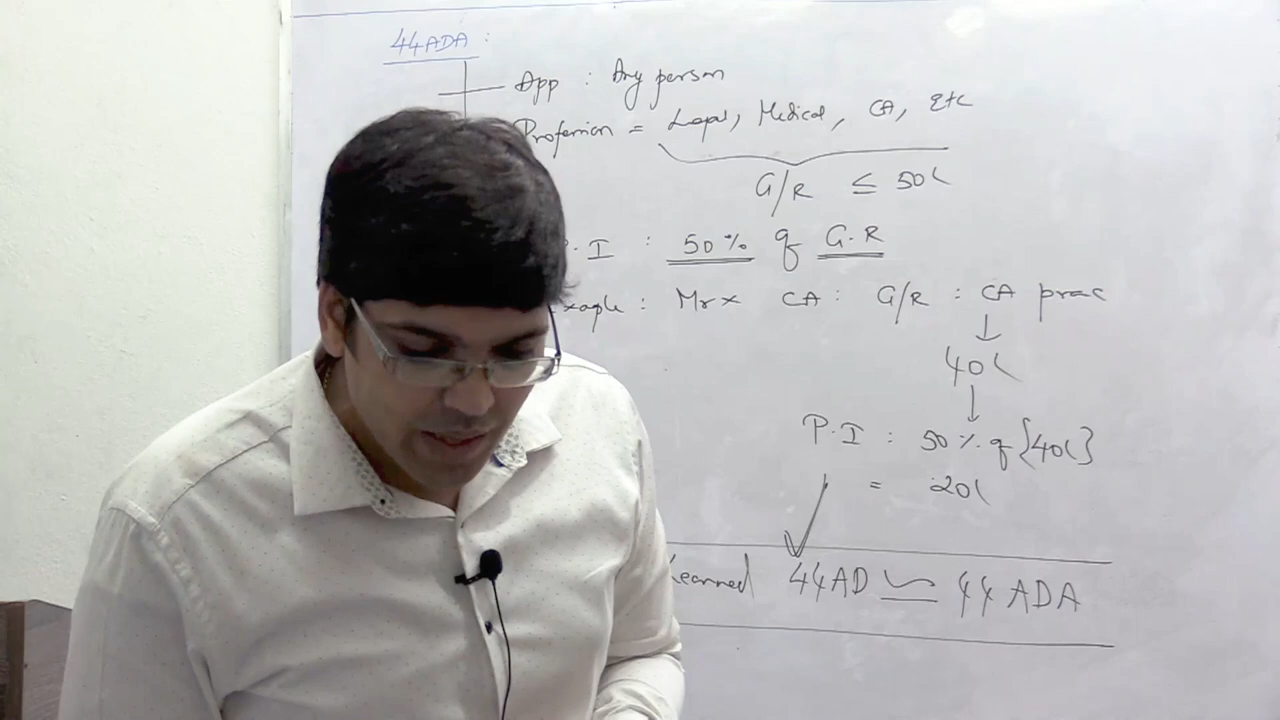 44ADA :
App : Any person
Profession = Legal, Medical, CA, Etc
G/R ≤ 50L
P.I : 50% of G.R
xample : Mr x CA : G/R : CA prac
↓
40L
↓
P.I : 50% of {40L}
= 20L
Learned 44AD ≌ 44ADA